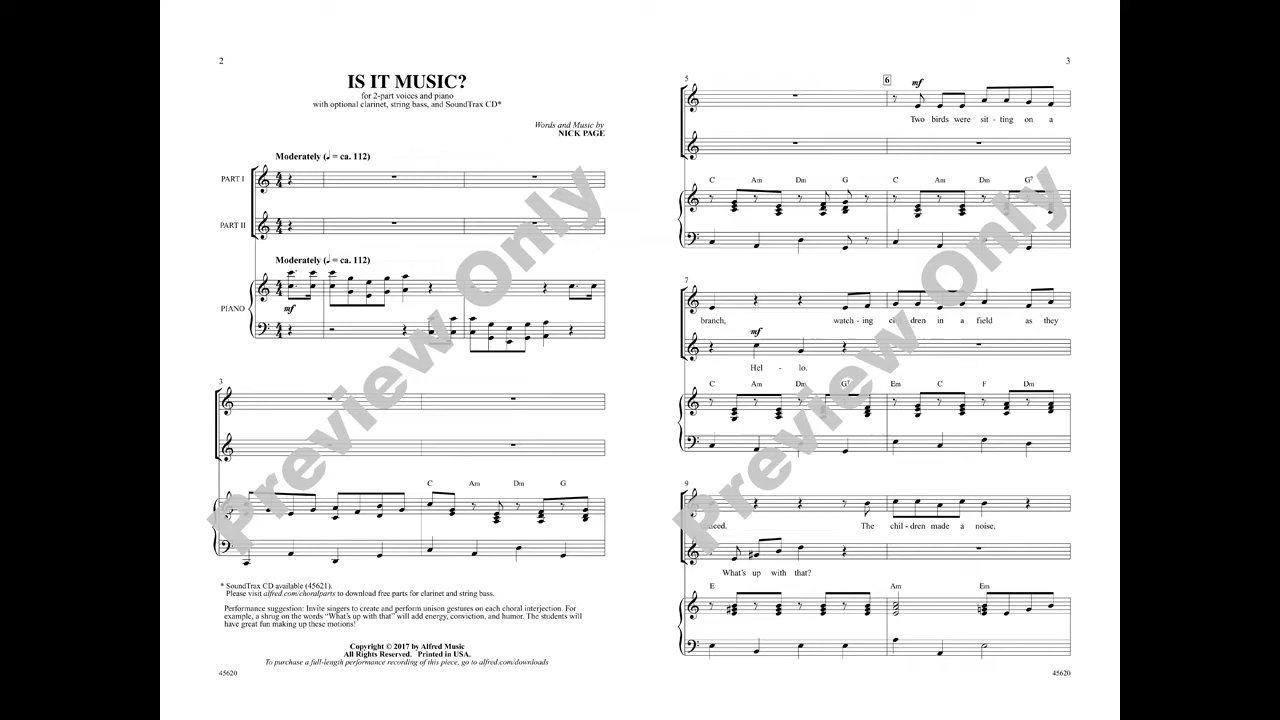 2
IS IT MUSIC?
for 2-part voices and piano
with optional clarinet, string bass, and SoundTrax CD*
Words and Music by
NICK PAGE
Moderately (♩ = ca. 112)
PART I
PART II
Moderately (♩ = ca. 112)
PIANO
mf
3
C Am Dm G
* SoundTrax CD available (45621).
Please visit alfred.com/choralparts to download free parts for clarinet and string bass.
Performance suggestion: Invite singers to create and perform unison gestures on each choral interjection. For
example, a shrug on the words “What’s up with that” will add energy, conviction, and humor. The students will
have great fun making up these motions!
Copyright © 2017 by Alfred Music
All Rights Reserved. Printed in USA.
To purchase a full-length performance recording of this piece, go to alfred.com/downloads
45620
Preview Only
3
5
6
mf
Two birds were sit - ting on a
C Am Dm G C Am Dm G7
7
branch, watch - ing chil - dren in a field as they
mf
Hel - lo.
C Am Dm G7 Em C F Dm
9
danced. The chil - dren made a noise,
What's up with that?
E Am Em
45620
Preview Only